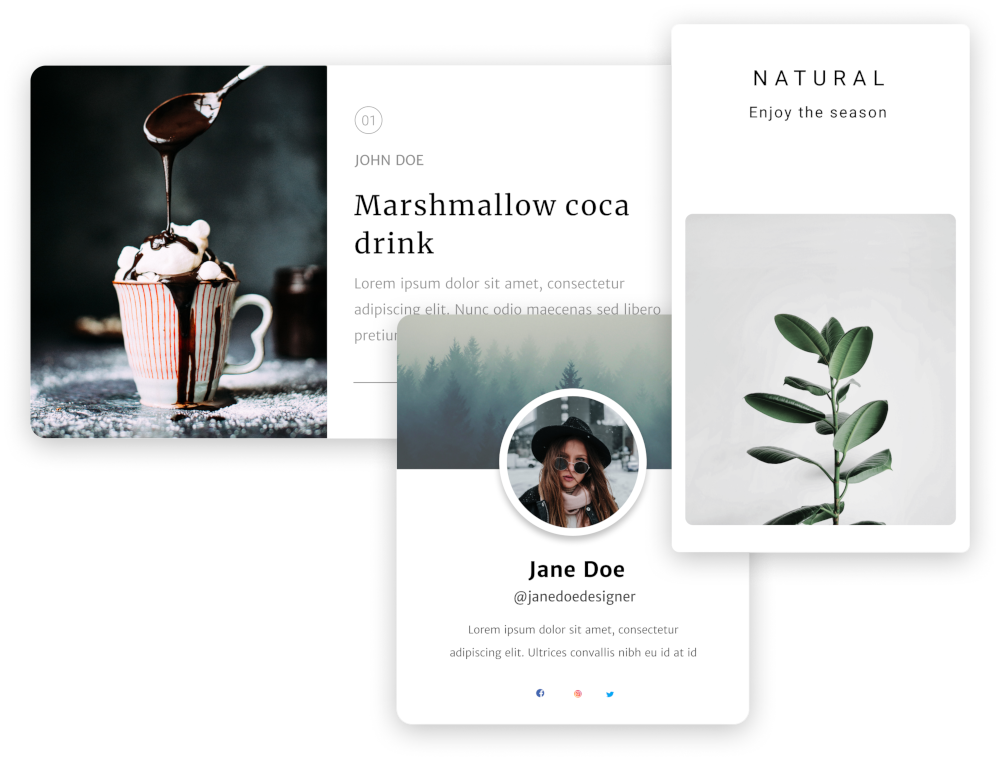 01
JOHN DOE
Marshmallow coca
drink
Lorem ipsum dolor sit amet, consectetur
adipiscing elit. Nunc odio maecenas sed libero
NATURAL
Enjoy the season
Jane Doe
@janedoedesigner
Lorem ipsum dolor sit amet, consectetur
adipiscing elit. Ultrices convallis nibh eu id at id